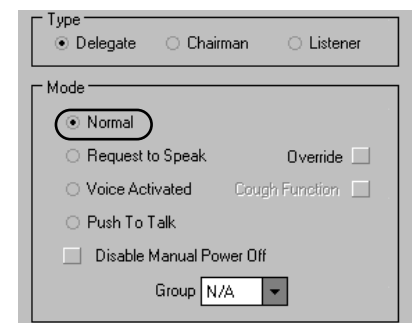 Type
Delegate Chairman Listener
Mode
Normal
Request to Speak Override
Voice Activated Cough Function
Push To Talk
Disable Manual Power Off
Group N/A